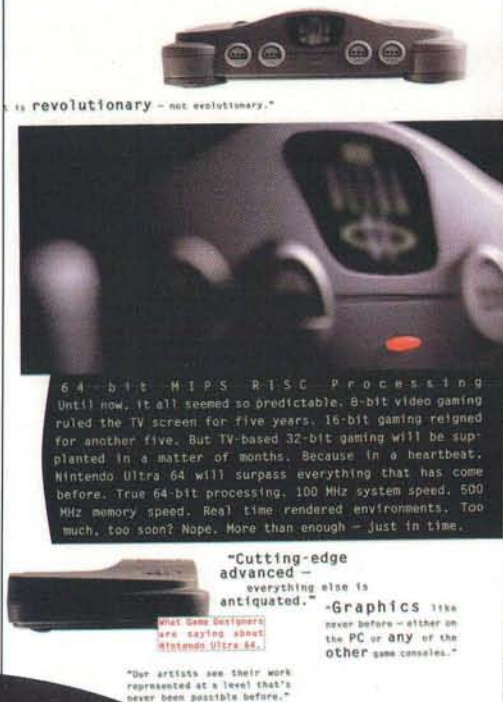 is revolutionary – not evolutionary."
64-bit MIPS RISC Processing
Until now, it all seemed so predictable. 8-bit video gaming
ruled the TV screen for five years. 16-bit gaming reigned
for another five. But TV-based 32-bit gaming will be sup-
planted in a matter of months. Because in a heartbeat,
Nintendo Ultra 64 will surpass everything that has come
before. True 64-bit processing. 100 MHz system speed. 500
MHz memory speed. Real time rendered environments. Too
much, too soon? Nope. More than enough – just in time.
"Cutting-edge
advanced –
everything else is
antiquated."
What Game Designers
are saying about
Nintendo Ultra 64.
"Graphics like
never before – either on
the PC or any of the
other game consoles."
"Our artists see their work
represented at a level that's
never been possible before."